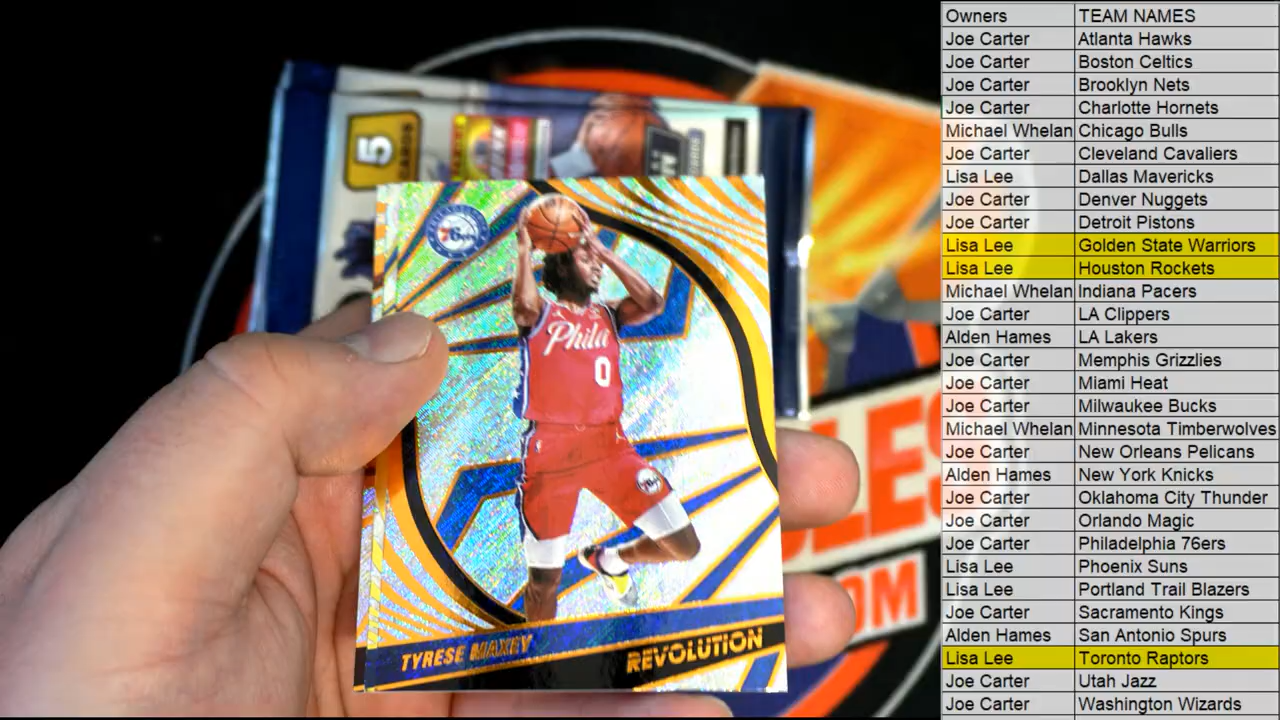 Owners TEAM NAMES
Joe Carter Atlanta Hawks
Joe Carter Boston Celtics
Joe Carter Brooklyn Nets
Joe Carter Charlotte Hornets
Michael Whelan Chicago Bulls
Joe Carter Cleveland Cavaliers
Lisa Lee Dallas Mavericks
Joe Carter Denver Nuggets
Joe Carter Detroit Pistons
Lisa Lee Golden State Warriors
Lisa Lee Houston Rockets
Michael Whelan Indiana Pacers
Joe Carter LA Clippers
Alden Hames LA Lakers
Joe Carter Memphis Grizzlies
Joe Carter Miami Heat
Joe Carter Milwaukee Bucks
Michael Whelan Minnesota Timberwolves
Joe Carter New Orleans Pelicans
Alden Hames New York Knicks
Joe Carter Oklahoma City Thunder
Joe Carter Orlando Magic
Joe Carter Philadelphia 76ers
Lisa Lee Phoenix Suns
Lisa Lee Portland Trail Blazers
Joe Carter Sacramento Kings
Alden Hames San Antonio Spurs
Lisa Lee Toronto Raptors
Joe Carter Utah Jazz
Joe Carter Washington Wizards
5 CARDS
76ers
Phila
0
TYRESE MAXEY
REVOLUTION